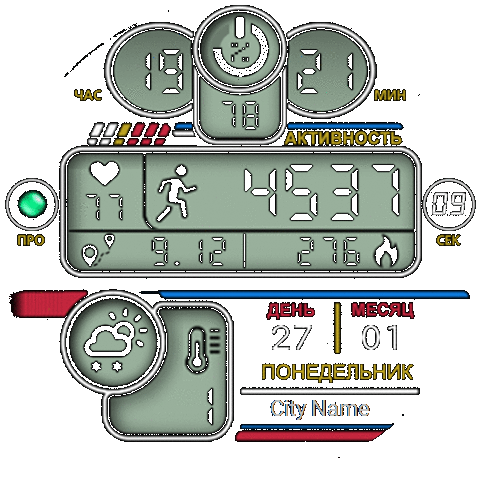 19 % 21
ЧАС 78 МИН
АКТИВНОСТЬ
77 4537 09
ПРО 9.12 276 СЕК
ДЕНЬ МЕСЯЦ
27 01
ПОНЕДЕЛЬНИК
1 City Name